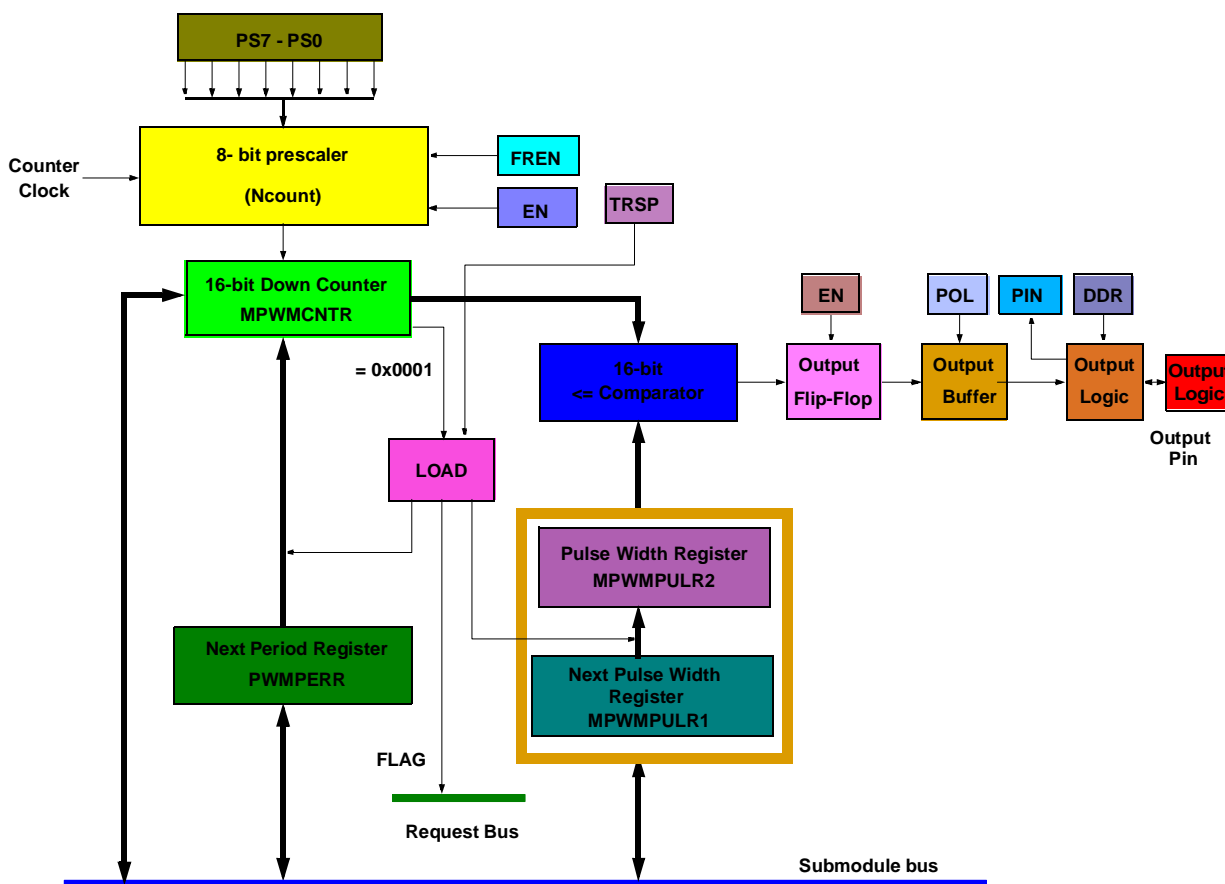 PS7 - PS0
8- bit prescaler
(Ncount)
Counter
Clock
FREN
EN
TRSP
16-bit Down Counter
MPWMCNTR
= 0x0001
EN
POL
PIN
DDR
16-bit
<= Comparator
Output
Flip-Flop
Output
Buffer
Output
Logic
Output
Logic
Output
Pin
LOAD
Pulse Width Register
MPWMPULR2
Next Period Register
PWMPERR
Next Pulse Width
Register
MPWMPULR1
FLAG
Request Bus
Submodule bus